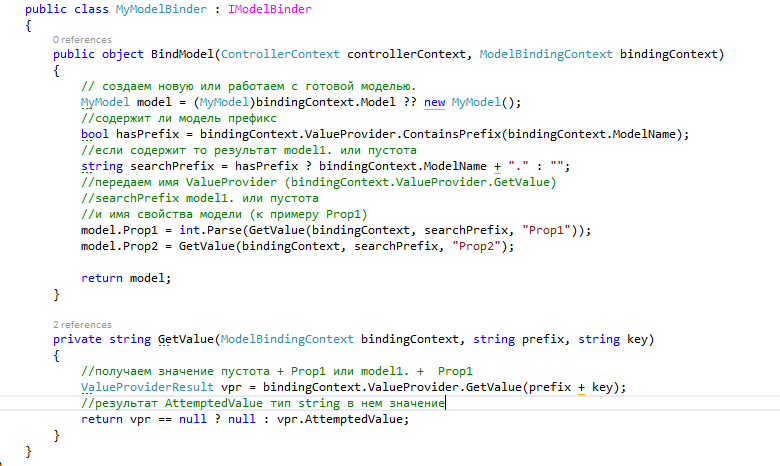 public class MyModelBinder : IModelBinder
{
0 references
public object BindModel(ControllerContext controllerContext, ModelBindingContext bindingContext)
{
// создаем новую или работаем с готовой моделью.
MyModel model = (MyModel)bindingContext.Model ?? new MyModel();
//содержит ли модель префикс
bool hasPrefix = bindingContext.ValueProvider.ContainsPrefix(bindingContext.ModelName);
//если содержит то результат model1. или пустота
string searchPrefix = hasPrefix ? bindingContext.ModelName + "." : "";
//передаем имя ValueProvider (bindingContext.ValueProvider.GetValue)
//searchPrefix model1. или пустота
//и имя свойства модели (к примеру Prop1)
model.Prop1 = int.Parse(GetValue(bindingContext, searchPrefix, "Prop1"));
model.Prop2 = GetValue(bindingContext, searchPrefix, "Prop2");
return model;
}
2 references
private string GetValue(ModelBindingContext bindingContext, string prefix, string key)
{
//получаем значение пустота + Prop1 или model1. +  Prop1
ValueProviderResult vpr = bindingContext.ValueProvider.GetValue(prefix + key);
//результат AttemptedValue тип string в нем значение
return vpr == null ? null : vpr.AttemptedValue;
}
}